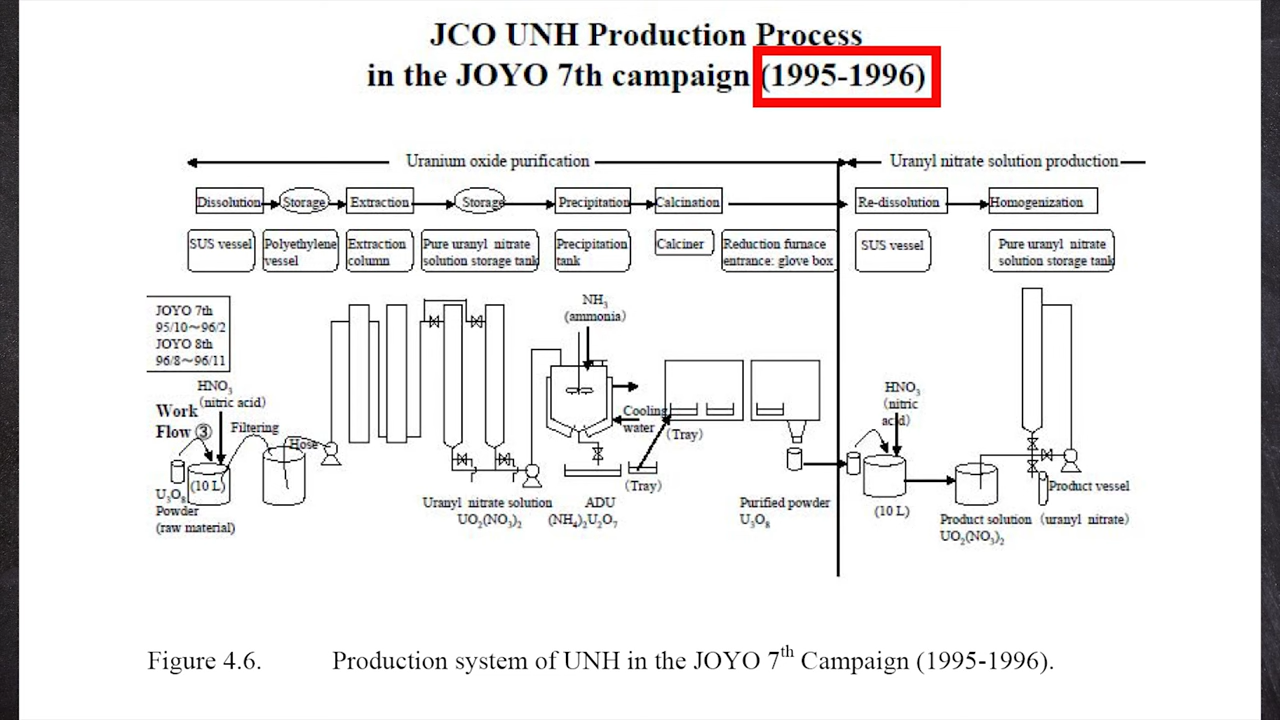 JCO UNH Production Process
in the JOYO 7th campaign (1995-1996)
Uranium oxide purification
Uranyl nitrate solution production
Dissolution
Storage
Extraction
Storage
Precipitation
Calcination
Re-dissolution
Homogenization
SUS vessel
Polyethylene
vessel
Extraction
column
Pure uranyl nitrate
solution storage tank
Precipitation
tank
Calciner
Reduction furnace
entrance: glove box
SUS vessel
Pure uranyl nitrate
solution storage tank
JOYO 7th
95/10～96/2
JOYO 8th
96/8～96/11
NH₃
(ammonia)
HNO₃
(nitric acid)
Work
Flow ③
Filtering
Hose
(10 L)
U₃O₈
Powder
(raw material)
Uranyl nitrate solution
UO₂(NO₃)₂
Cooling
water
(Tray)
(Tray)
ADU
(NH₄)₂U₂O₇
Purified powder
U₃O₈
HNO₃
(nitric
acid)
(10 L)
Product vessel
Product solution (uranyl nitrate)
UO₂(NO₃)₂
Figure 4.6. Production system of UNH in the JOYO 7th Campaign (1995-1996).